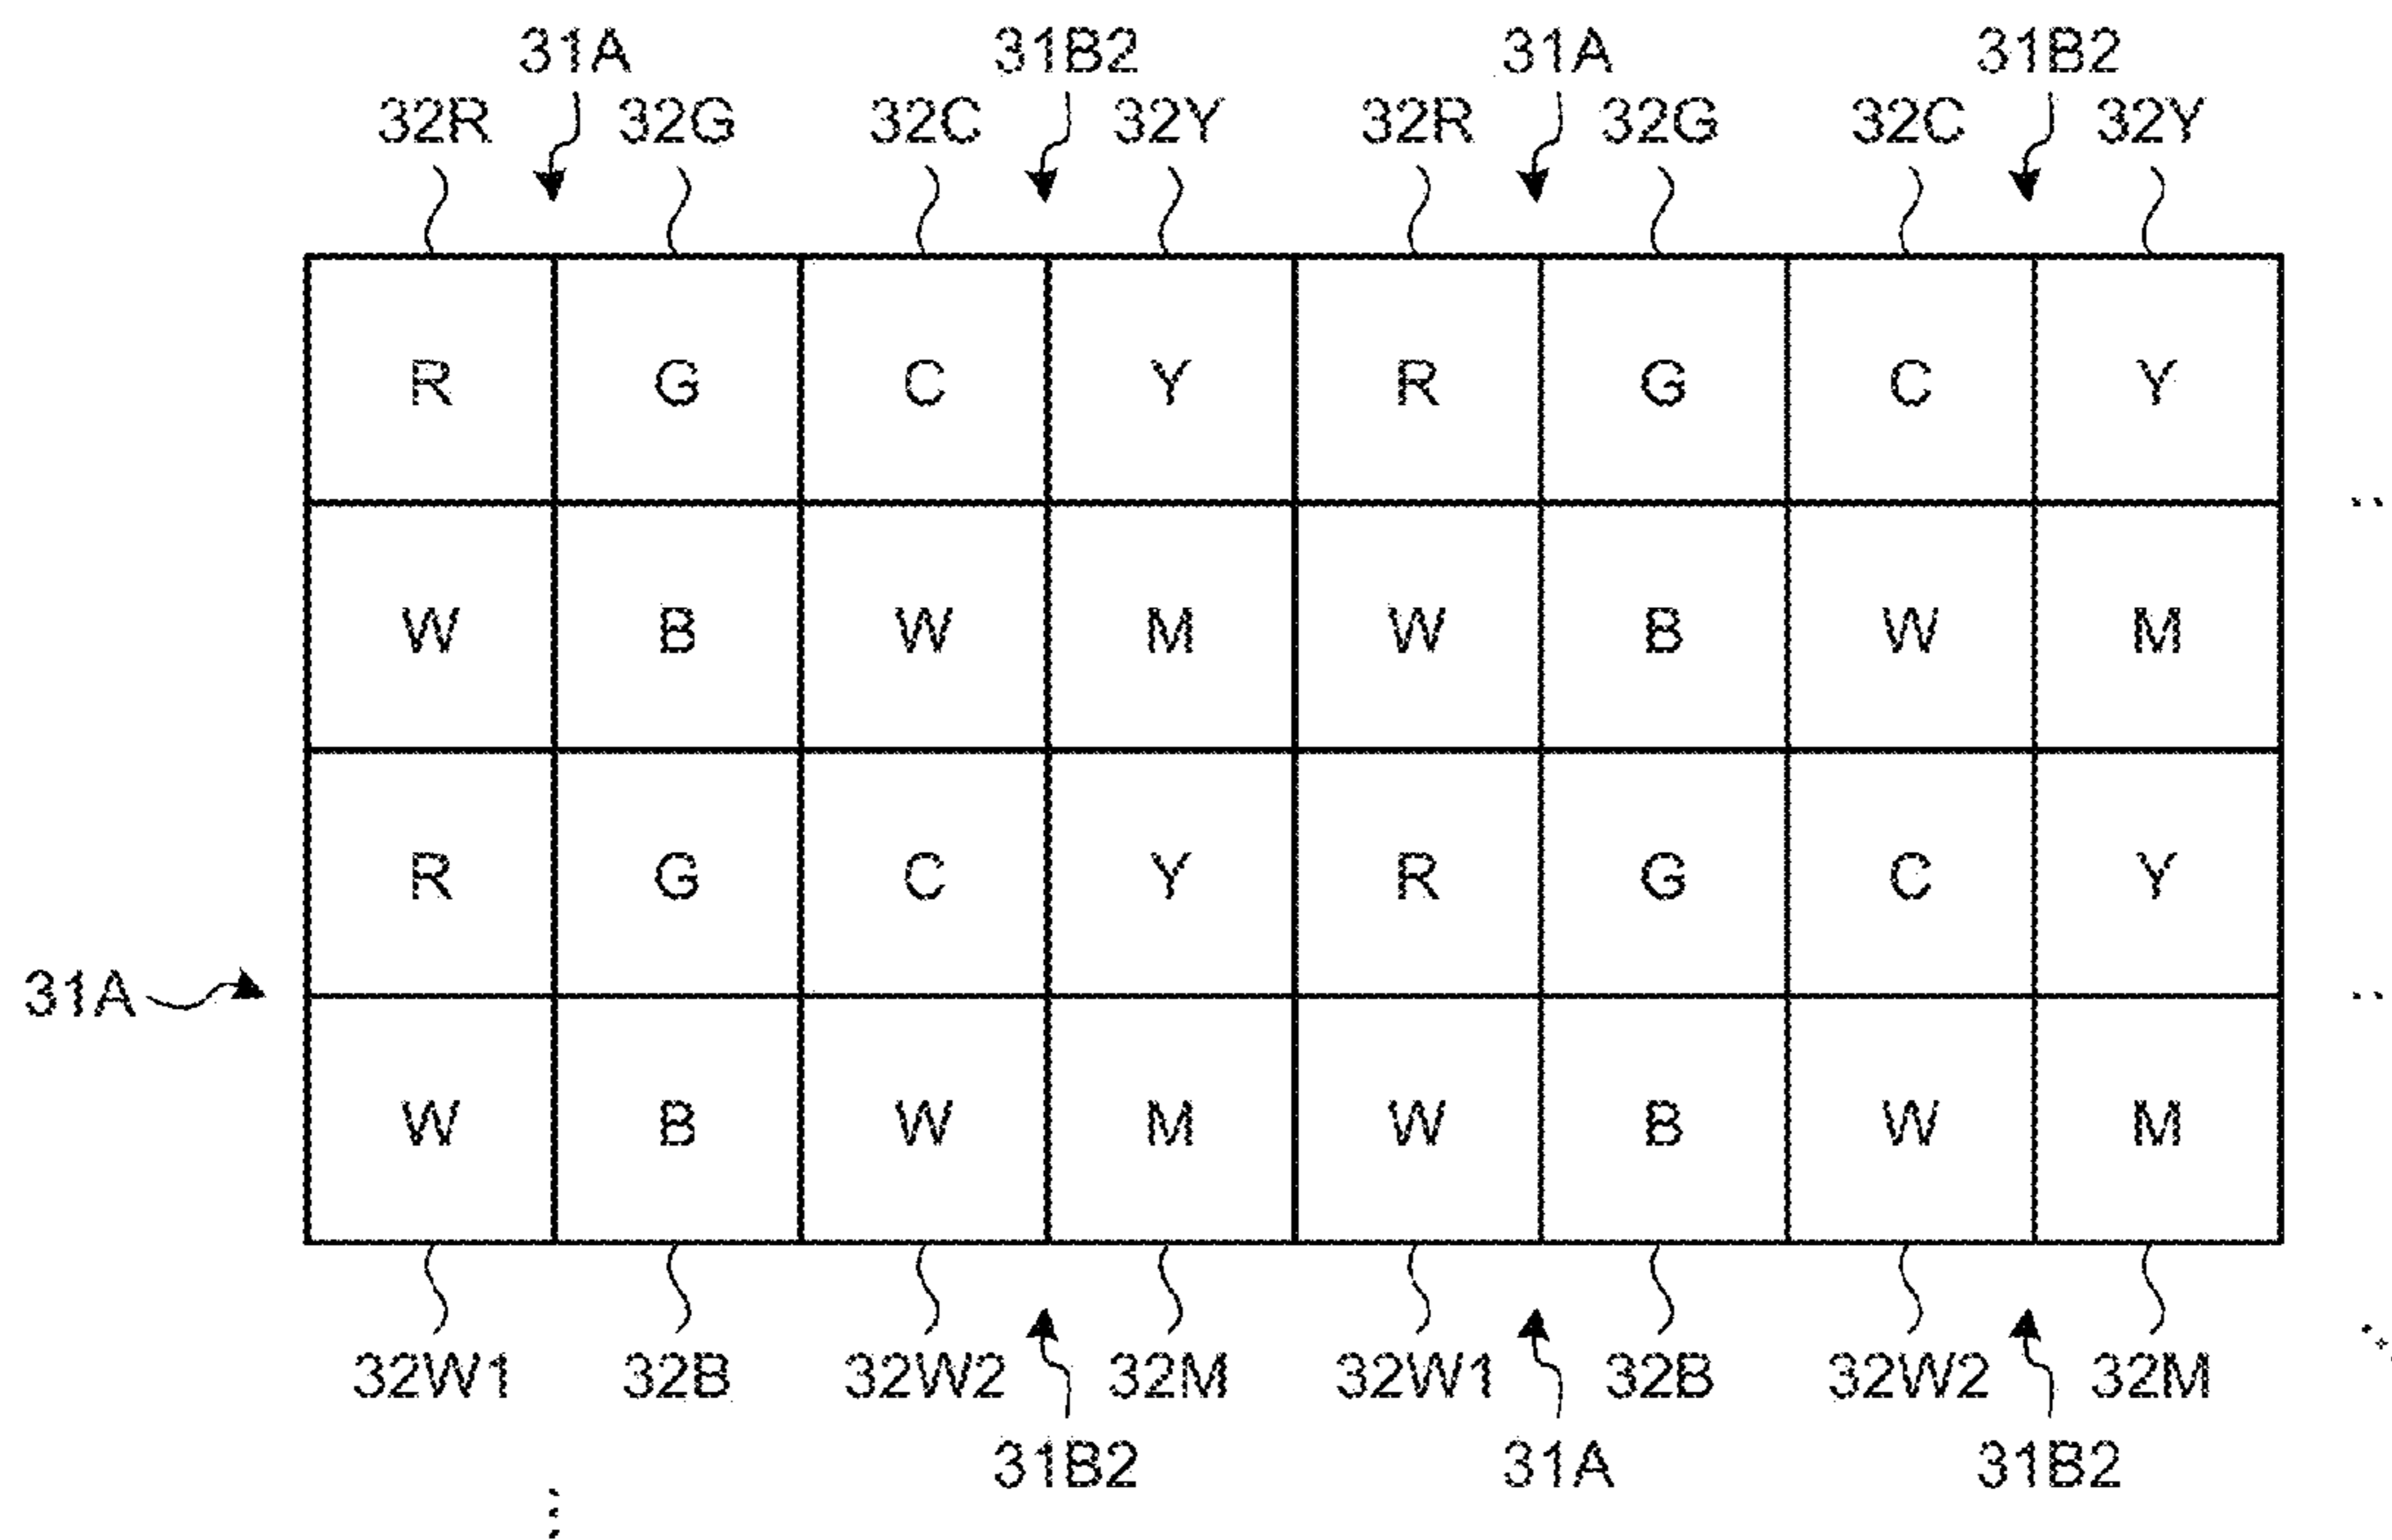 31A 31B2 31A 31B2
32R 32G 32C 32Y 32R 32G 32C 32Y
R G C Y R G C Y
W B W M W B W M
R G C Y R G C Y
31A
W B W M W B W M
32W1 32B 32W2 32M 32W1 32B 32W2 32M
31B2 31A 31B2